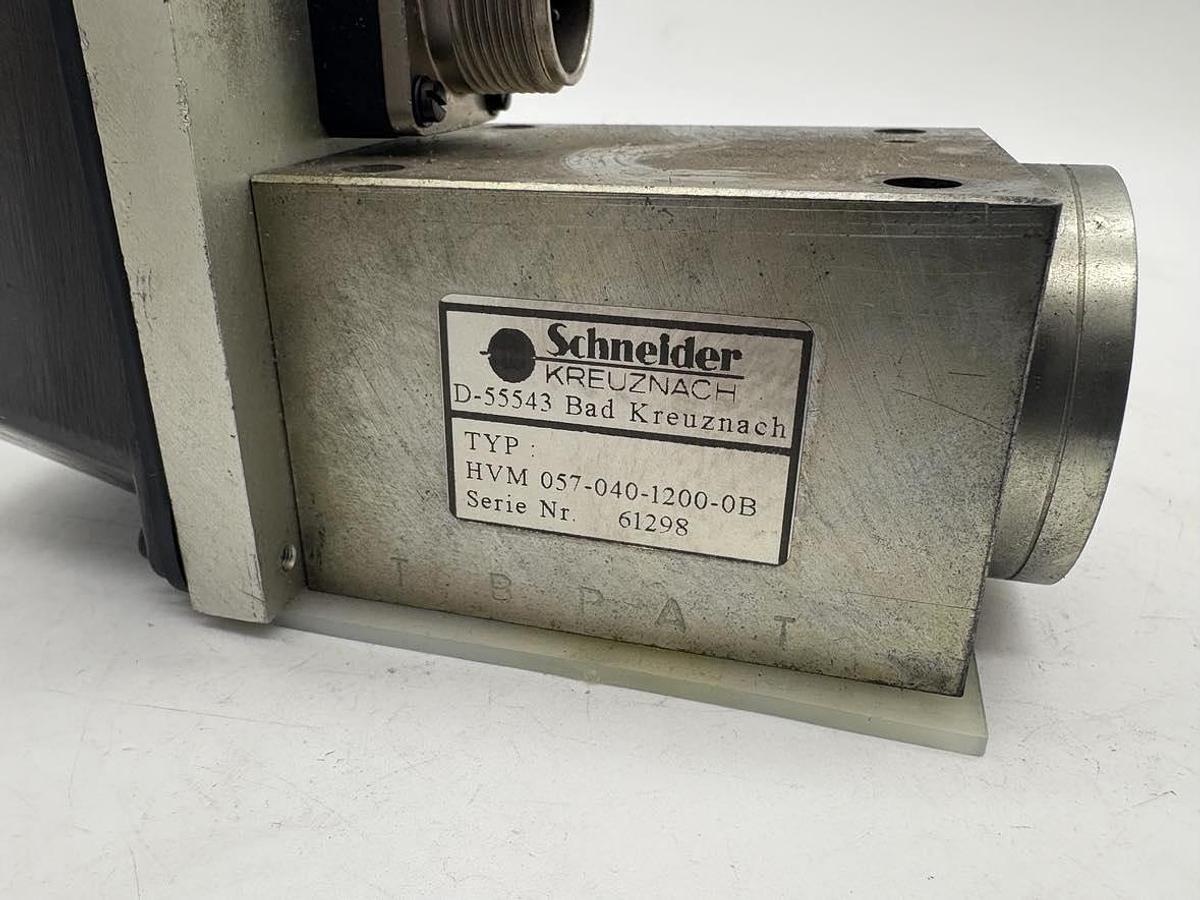 Schneider
KREUZNACH
D-55543 Bad Kreuznach
TYP :
HVM 057-040-1200-0B
Serie Nr. 61298
T B P A T